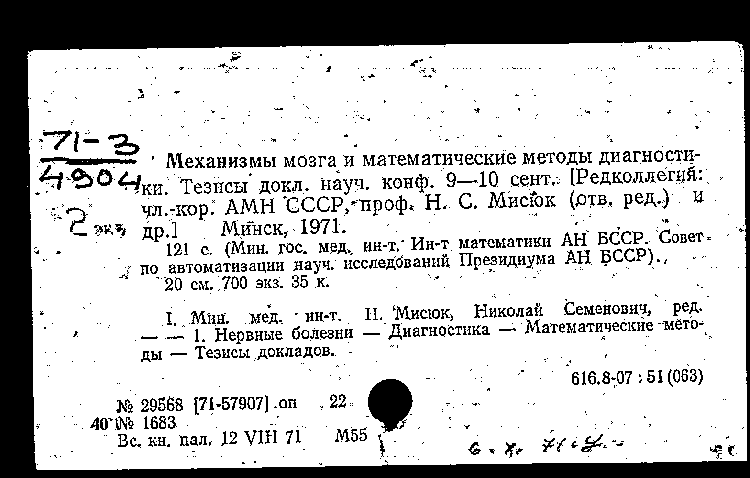 71-3
4904
2 экз
Механизмы мозга и математические методы диагности-
ки. Тезисы докл. науч. конф. 9—10 сент. [Редколлегия:
чл.-кор. АМН СССР, проф. Н. С. Мисюк (отв. ред.) и
др.] Минск, 1971.
121 с. (Мин. гос. мед. ин-т. Ин-т математики АН БССР. Совет
по автоматизации науч. исследований Президиума АН БССР).
20 см. 700 экз. 35 к.
I. Мин. мед. ин-т. II. Мисюк, Николай Семенович, ред.
— — 1. Нервные болезни — Диагностика — Математические мето-
ды — Тезисы докладов.
616.8-07 : 51(063)
№ 29568 [71-57907] оп 22
40 № 1683
Вс. кн. пал. 12 VIII 71 М55